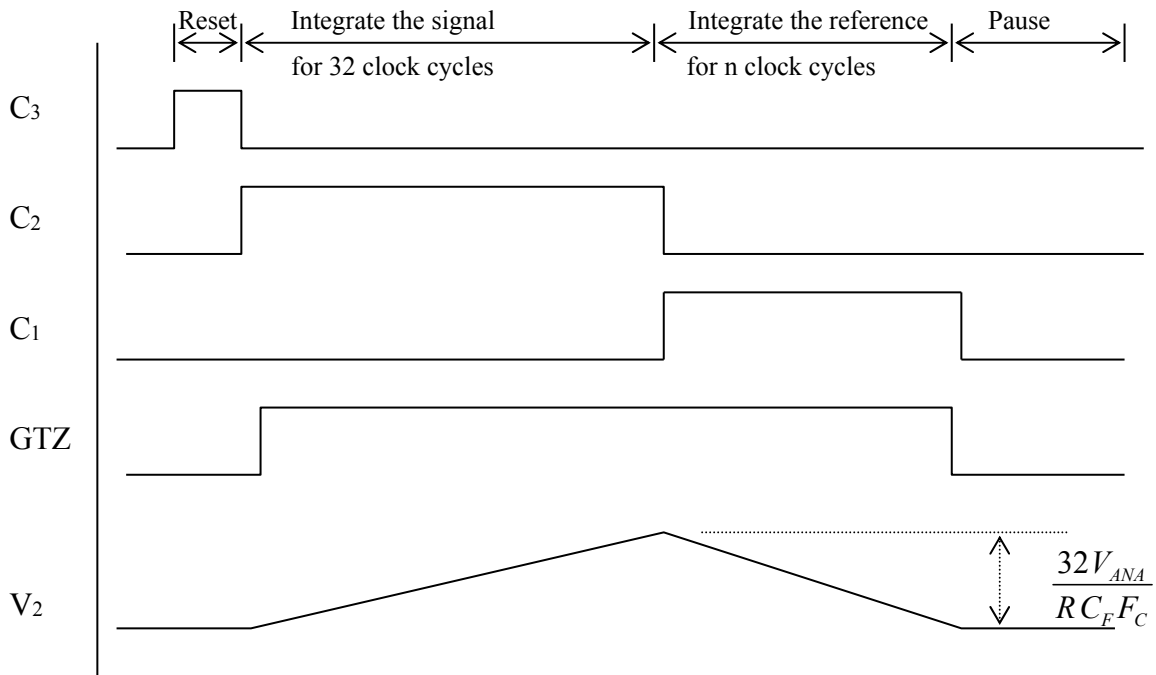 Reset Integrate the signal Integrate the reference Pause
for 32 clock cycles for n clock cycles
C₃
C₂
C₁
GTZ
V₂
32V_ANA
RC_F F_C